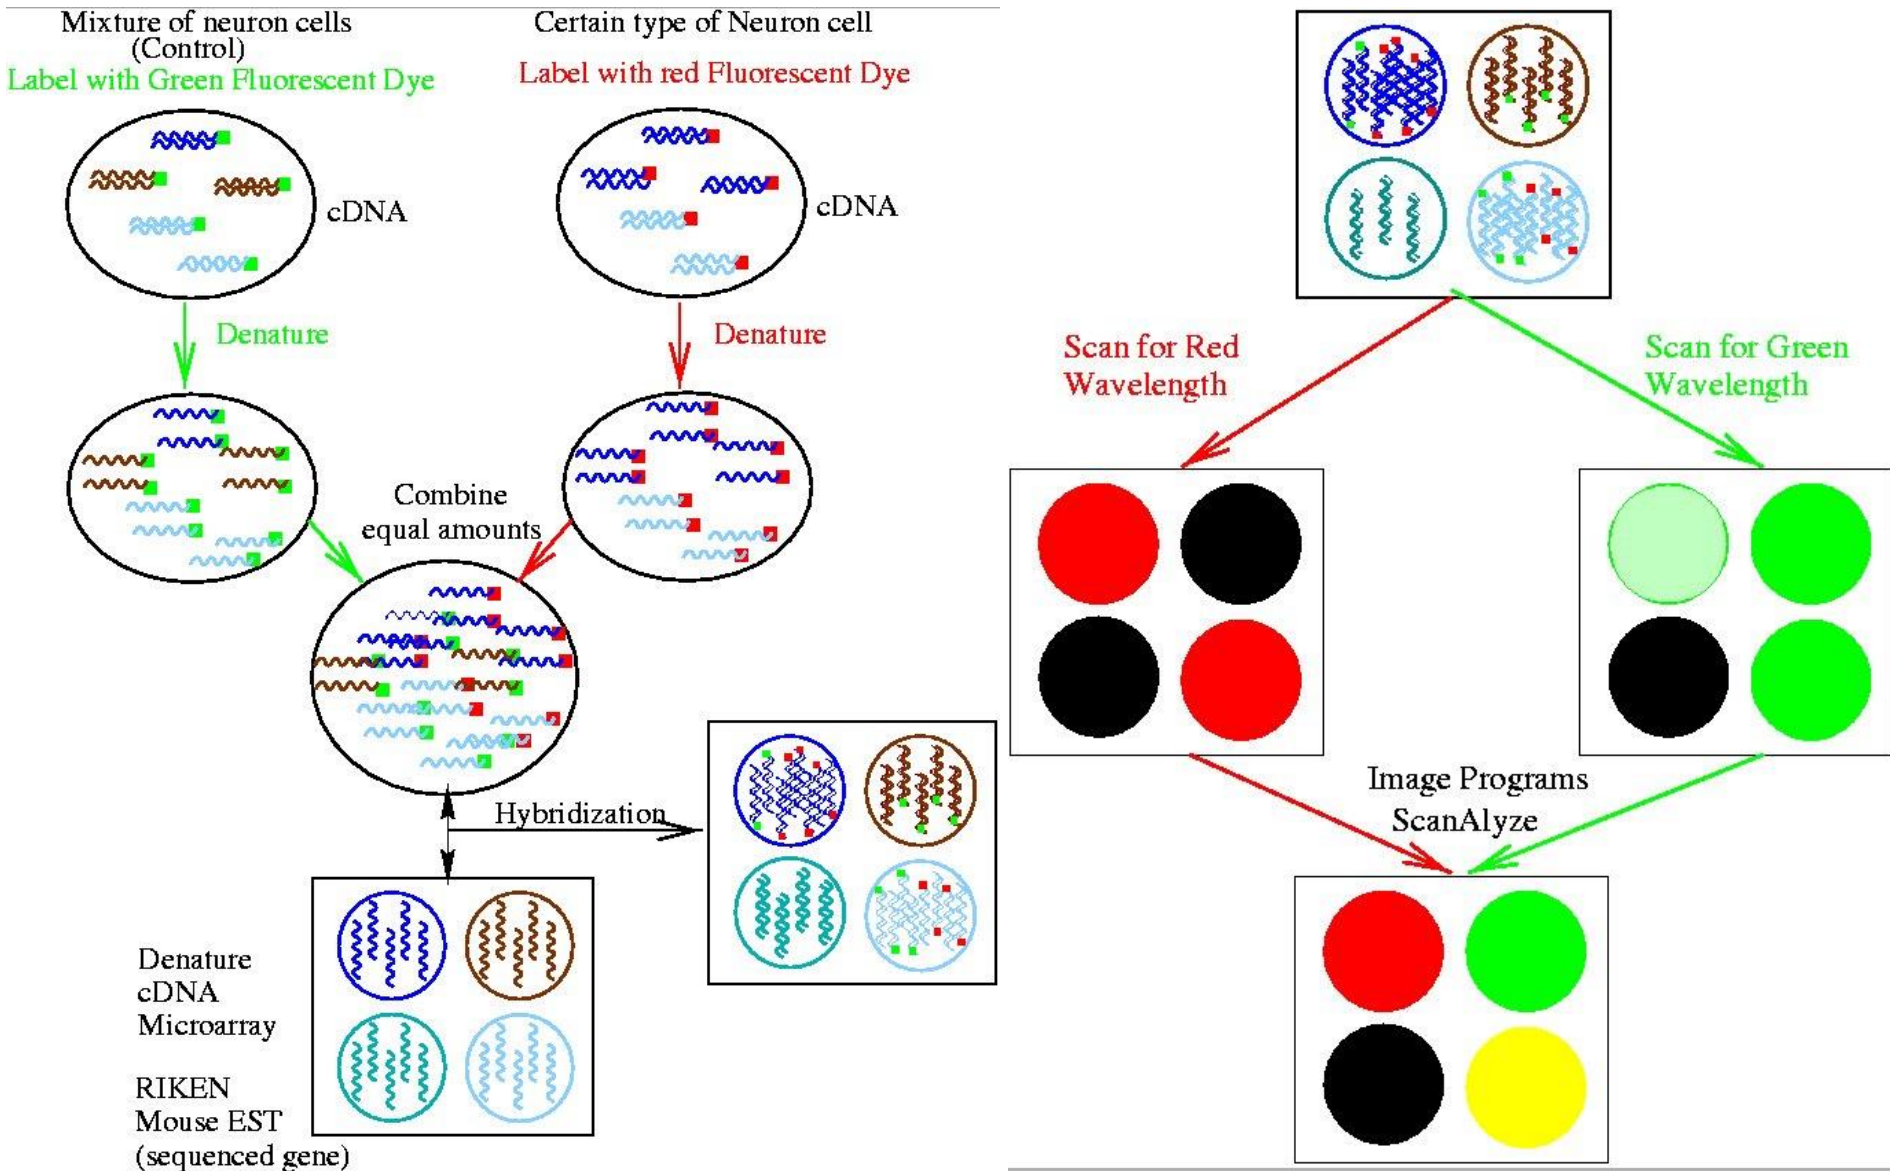 Mixture of neuron cells
(Control)
Label with Green Fluorescent Dye
Certain type of Neuron cell
Label with red Fluorescent Dye
cDNA
cDNA
Denature
Denature
Combine
equal amounts
Hybridization
Denature
cDNA
Microarray
RIKEN
Mouse EST
(sequenced gene)
Scan for Red
Wavelength
Scan for Green
Wavelength
Image Programs
ScanAlyze